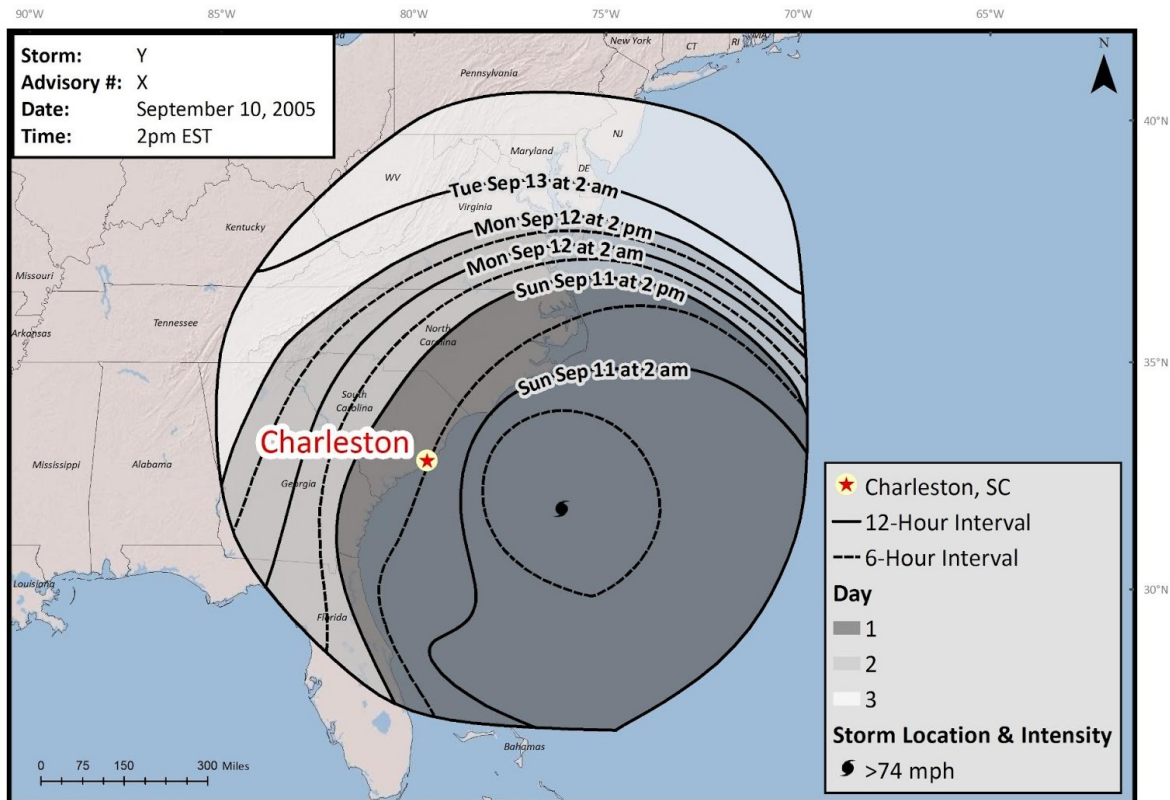 90°W 85°W 80°W 75°W 70°W 65°W
Storm: Y
Advisory #: X
Date: September 10, 2005
Time: 2pm EST
N
New York
CT
RI
MA
Pennsylvania
40°N
NJ
Maryland
DE
WV
Tue Sep 13 at 2 am
Virginia
Kentucky
Mon Sep 12 at 2 pm
Mon Sep 12 at 2 am
Missouri
Sun Sep 11 at 2 pm
Tennessee
North
Carolina
Arkansas
35°N
Sun Sep 11 at 2 am
South
Carolina
Charleston
Mississippi
Alabama
Georgia
Charleston, SC
12-Hour Interval
6-Hour Interval
Louisiana
30°N
Day
Florida
1
2
3
Storm Location & Intensity
Bahamas
>74 mph
0 75 150 300 Miles